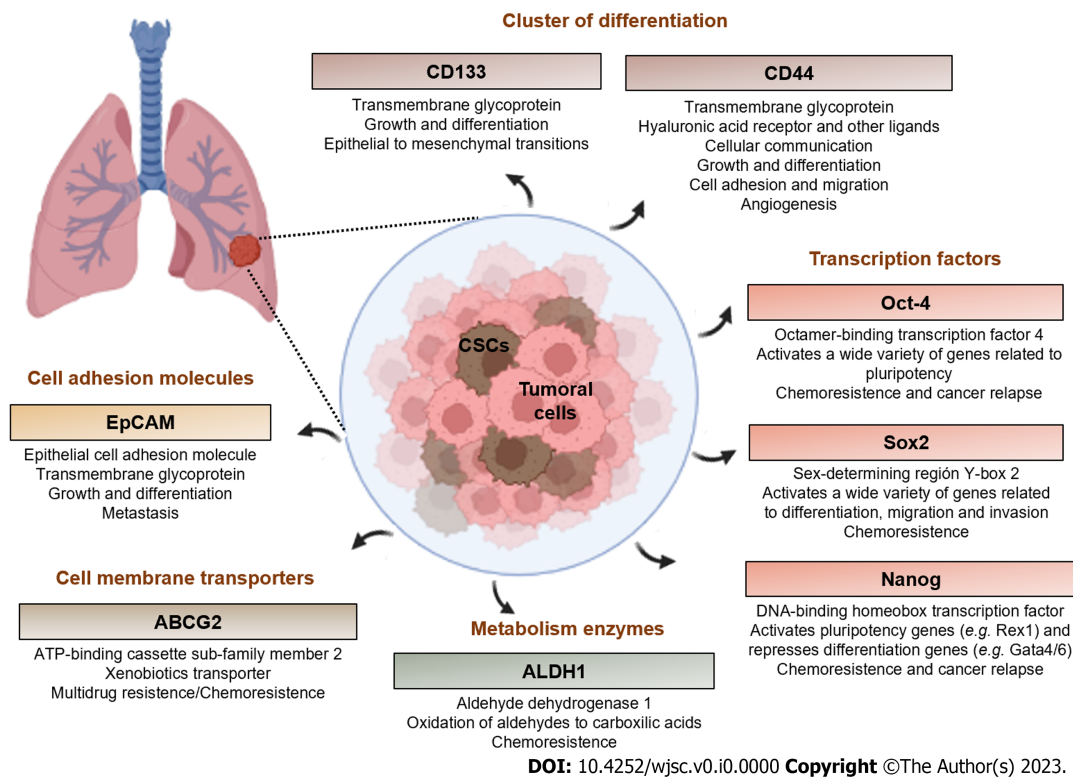 Cluster of differentiation
CD133
Transmembrane glycoprotein
Growth and differentiation
Epithelial to mesenchymal transitions
CD44
Transmembrane glycoprotein
Hyaluronic acid receptor and other ligands
Cellular communication
Growth and differentiation
Cell adhesion and migration
Angiogenesis
Transcription factors
Oct-4
Octamer-binding transcription factor 4
Activates a wide variety of genes related to
pluripotency
Chemoresistence and cancer relapse
Sox2
Sex-determining región Y-box 2
Activates a wide variety of genes related
to differentiation, migration and invasion
Chemoresistence
Nanog
DNA-binding homeobox transcription factor
Activates pluripotency genes (e.g. Rex1) and
represses differentiation genes (e.g. Gata4/6)
Chemoresistence and cancer relapse
CSCs
Tumoral
cells
Cell adhesion molecules
EpCAM
Epithelial cell adhesion molecule
Transmembrane glycoprotein
Growth and differentiation
Metastasis
Cell membrane transporters
ABCG2
ATP-binding cassette sub-family member 2
Xenobiotics transporter
Multidrug resistence/Chemoresistence
Metabolism enzymes
ALDH1
Aldehyde dehydrogenase 1
Oxidation of aldehydes to carboxilic acids
Chemoresistence
DOI: 10.4252/wjsc.v0.i0.0000 Copyright ©The Author(s) 2023.